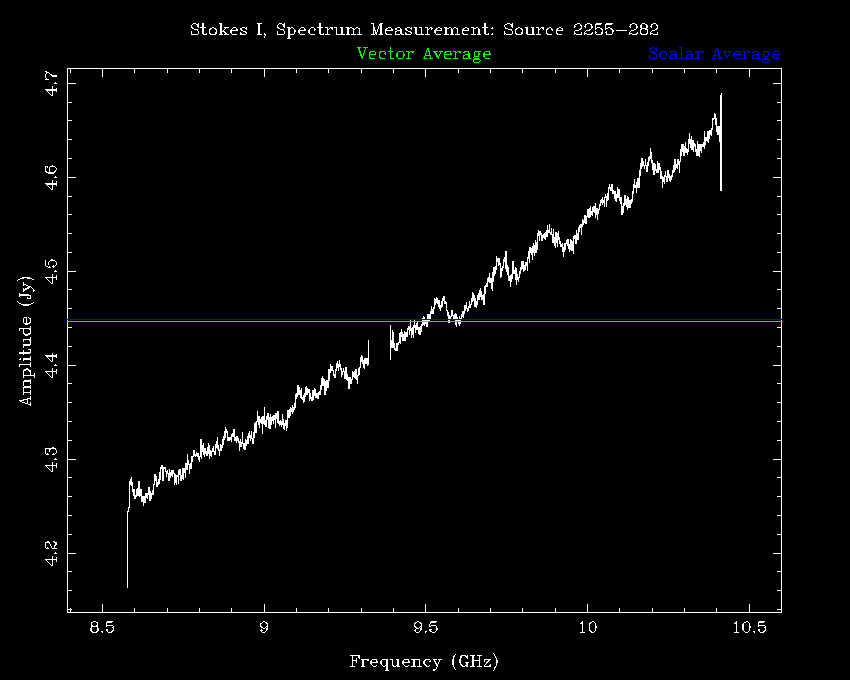 Stokes I, Spectrum Measurement: Source 2255−282
Vector Average Scalar Average
4.7
4.6
4.5
4.4
4.3
4.2
Amplitude (Jy)
8.5 9 9.5 10 10.5
Frequency (GHz)